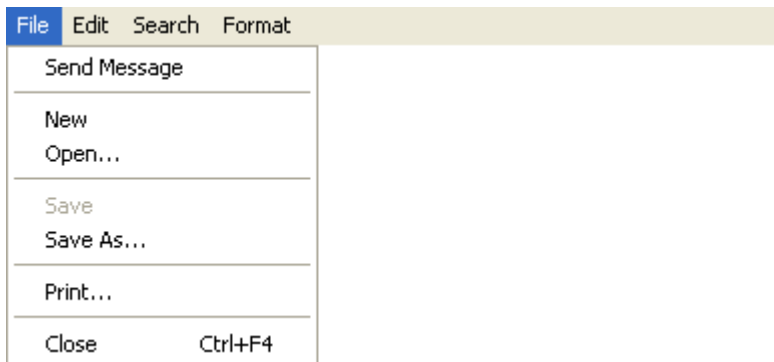 File Edit Search Format
Send Message
New
Open...
Save
Save As...
Print...
Close Ctrl+F4